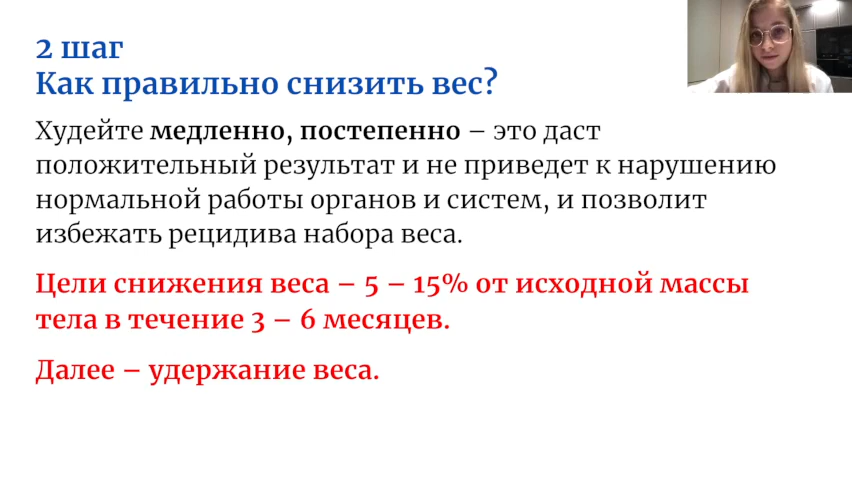 2 шаг
Как правильно снизить вес?
Худейте медленно, постепенно – это даст
положительный результат и не приведет к нарушению
нормальной работы органов и систем, и позволит
избежать рецидива набора веса.
Цели снижения веса – 5 – 15% от исходной массы
тела в течение 3 – 6 месяцев.
Далее – удержание веса.